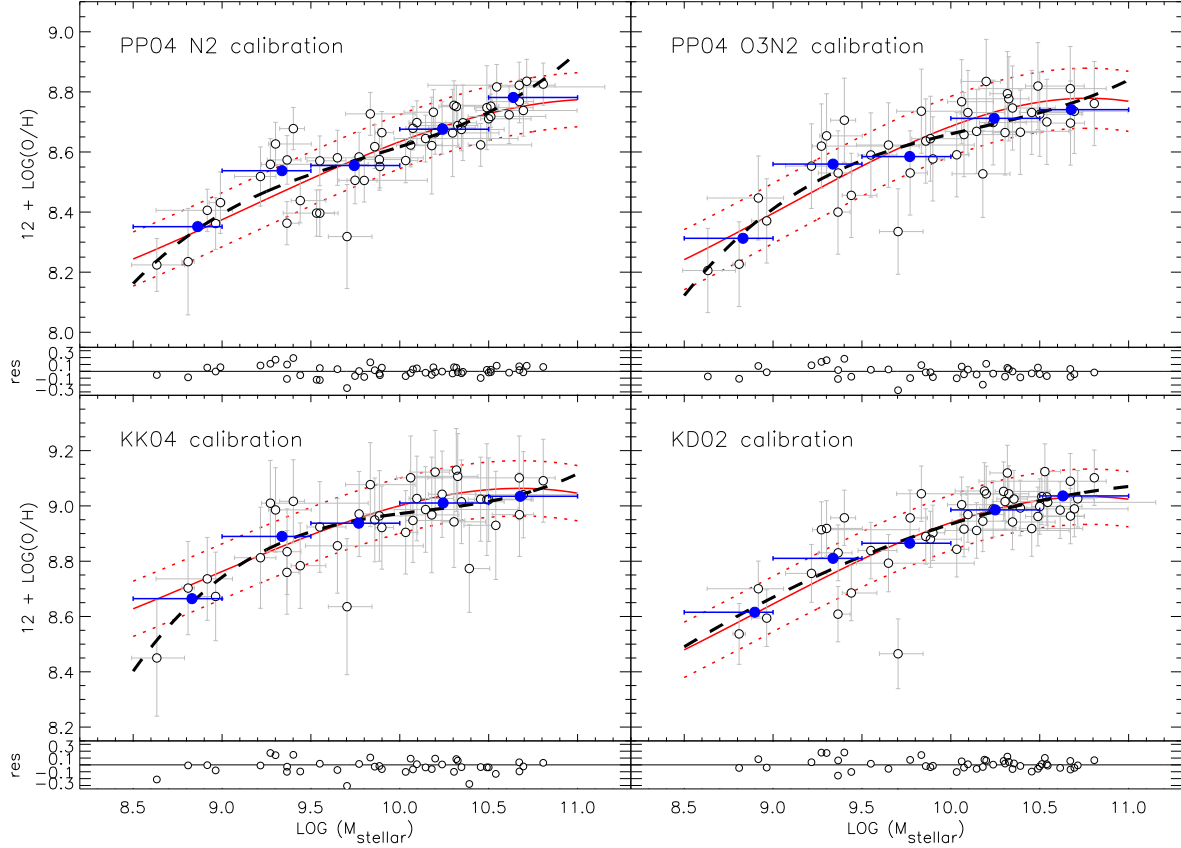 PP04 N2 calibration
PP04 O3N2 calibration
9.0
8.8
8.6
8.4
8.2
8.0
12 + LOG(O/H)
0.3
0.1
−0.1
−0.3
res
KK04 calibration
KD02 calibration
9.2
9.0
8.8
8.6
8.4
8.2
12 + LOG(O/H)
0.3
0.1
−0.1
−0.3
res
8.5 9.0 9.5 10.0 10.5 11.0
8.5 9.0 9.5 10.0 10.5 11.0
LOG (M_stellar)
LOG (M_stellar)